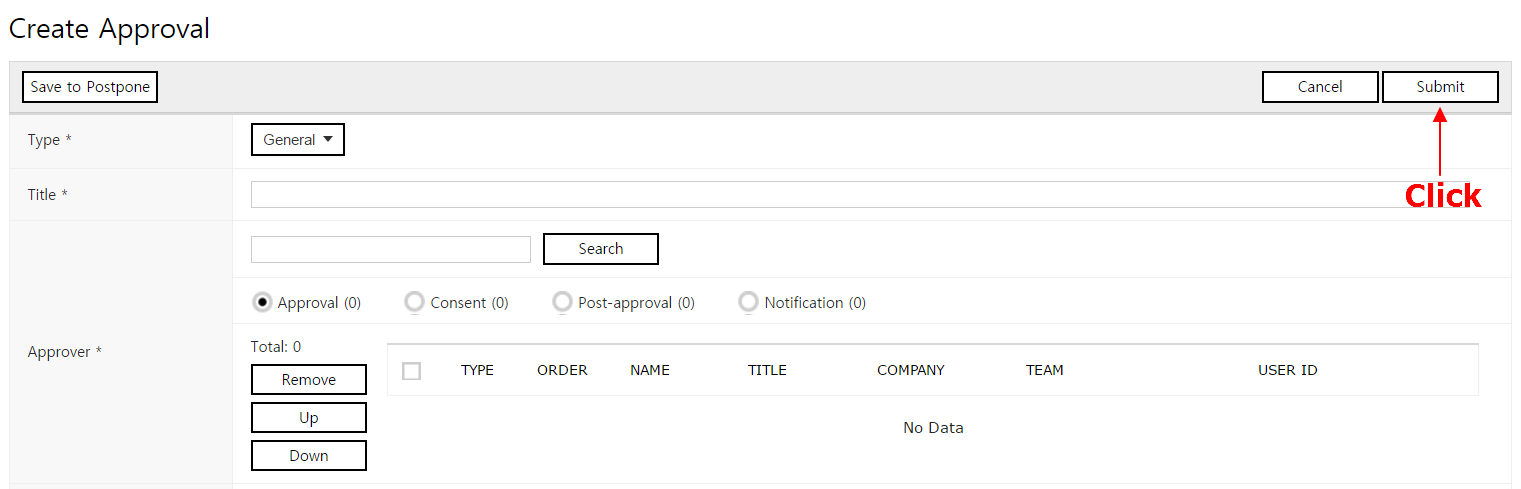 Create Approval
Save to Postpone Cancel Submit
Type * General
Title * Click
Search
Approval (0) Consent (0) Post-approval (0) Notification (0)
Approver *
Total: 0
Remove
Up
Down
TYPE ORDER NAME TITLE COMPANY TEAM USER ID
No Data